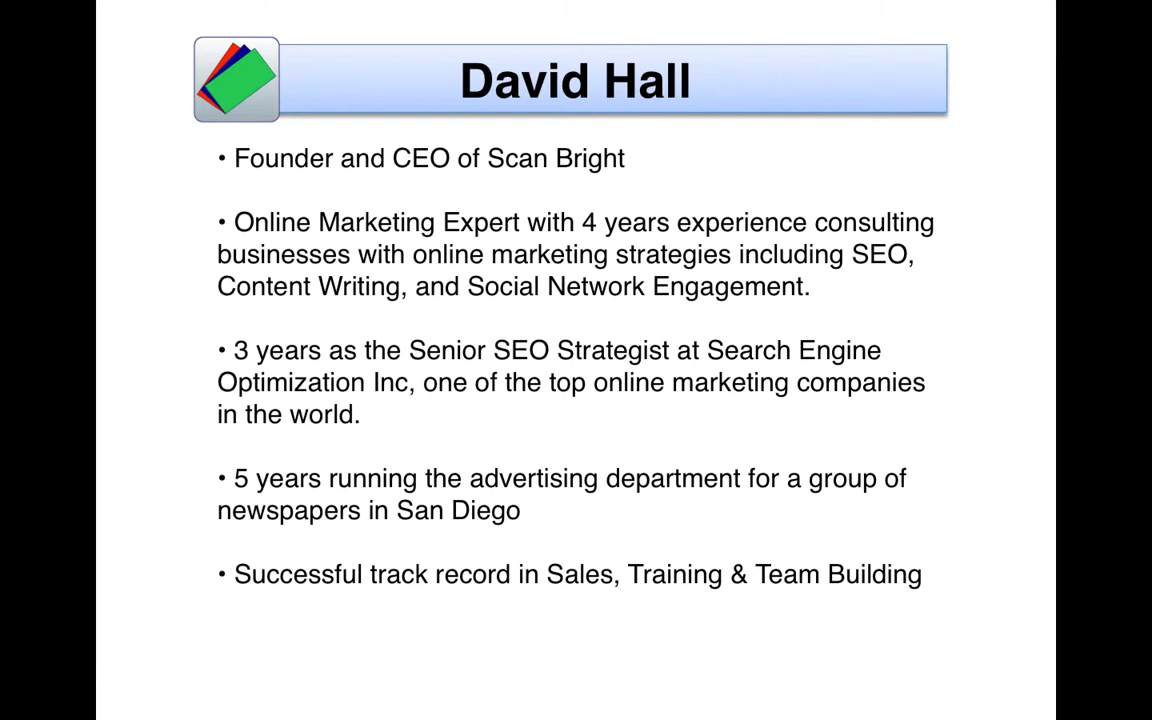 David Hall
• Founder and CEO of Scan Bright
• Online Marketing Expert with 4 years experience consulting
businesses with online marketing strategies including SEO,
Content Writing, and Social Network Engagement.
• 3 years as the Senior SEO Strategist at Search Engine
Optimization Inc, one of the top online marketing companies
in the world.
• 5 years running the advertising department for a group of
newspapers in San Diego
• Successful track record in Sales, Training & Team Building